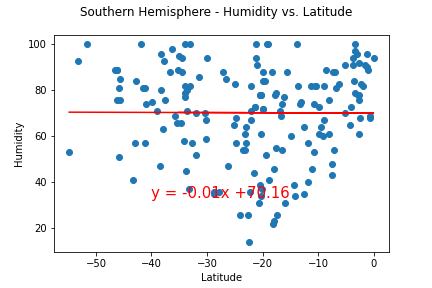 Southern Hemisphere - Humidity vs. Latitude
100
80
60
40
20
Humidity
y = -0.01x +70.16
−50
−40
−30
−20
−10
0
Latitude